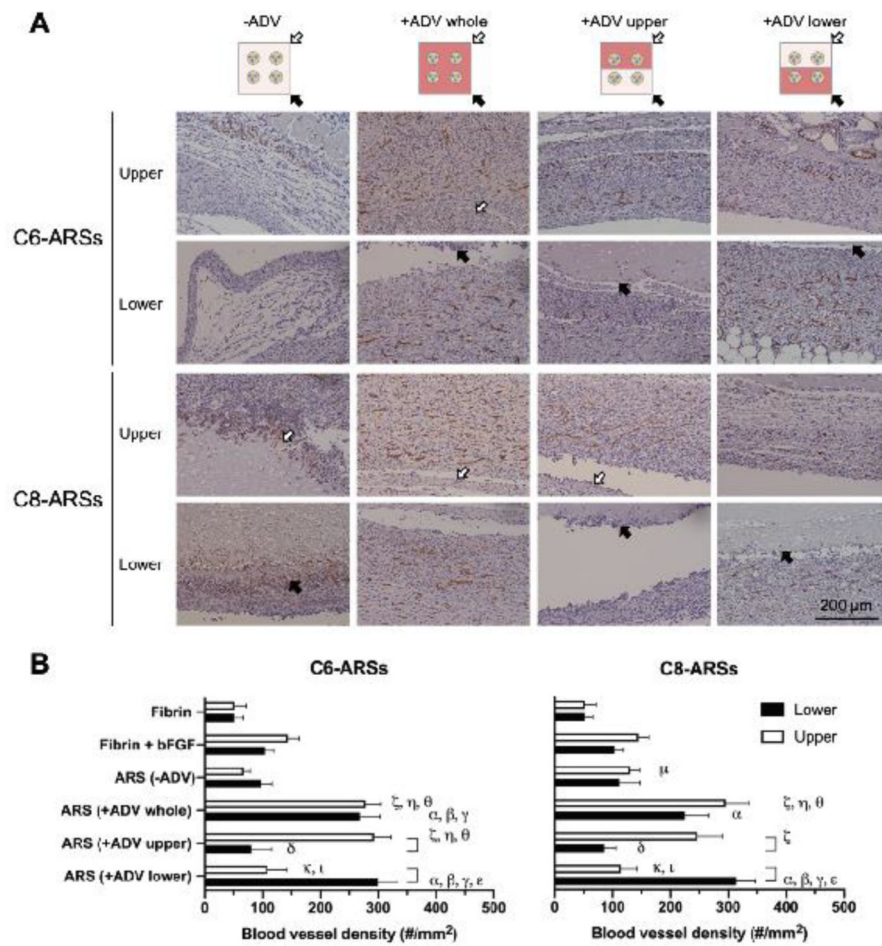 A
-ADV
+ADV whole
+ADV upper
+ADV lower
C6-ARSs
Upper
Lower
C8-ARSs
Upper
Lower
200 µm
B
C6-ARSs
Fibrin
Fibrin + bFGF
ARS (-ADV)
ARS (+ADV whole)
ζ, η, θ
α, β, γ
ARS (+ADV upper)
ζ, η, θ
δ
ARS (+ADV lower)
κ, ι
α, β, γ, ε
0 100 200 300 400 500
Blood vessel density (#/mm²)
C8-ARSs
Lower
Upper
μ
ζ, η, θ
α
ζ
δ
κ, ι
α, β, γ, ε
0 100 200 300 400 500
Blood vessel density (#/mm²)